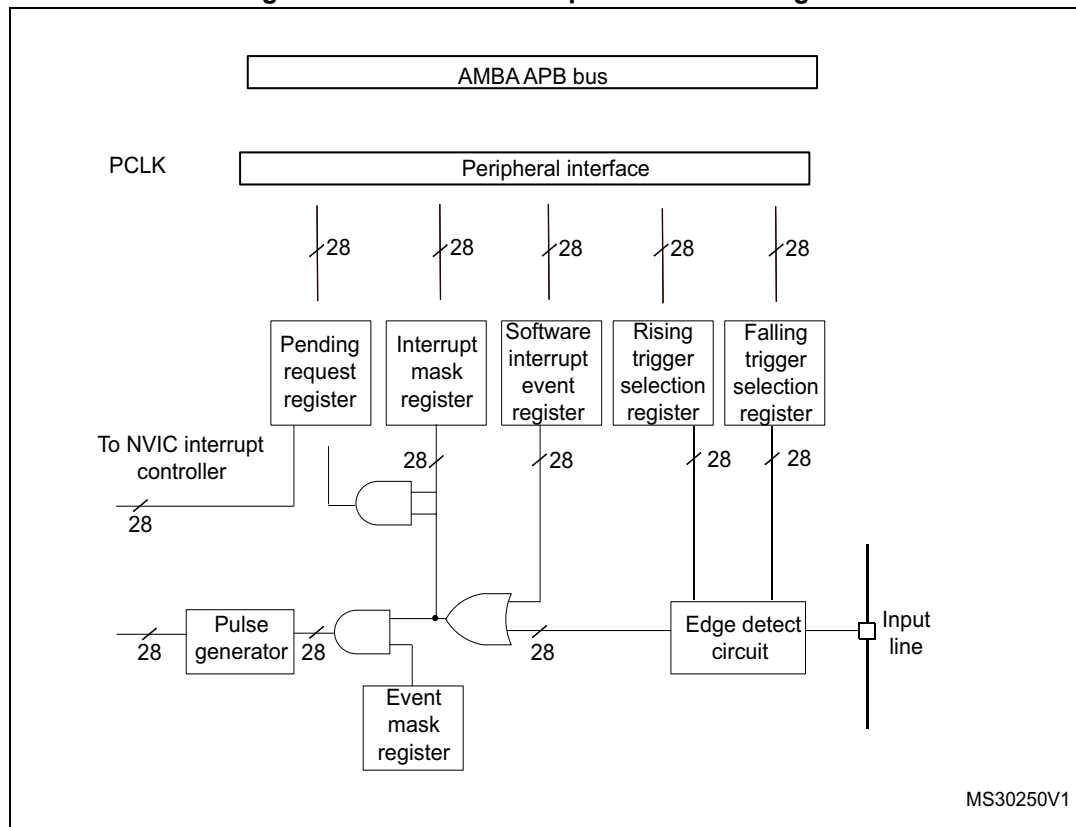 AMBA APB bus
PCLK
Peripheral interface
28
28
28
28
28
Pending
request
register
Interrupt
mask
register
Software
interrupt
event
register
Rising
trigger
selection
register
Falling
trigger
selection
register
To NVIC interrupt
controller
28
28
28
28
28
Pulse
generator
28
28
28
Edge detect
circuit
Input
line
Event
mask
register
MS30250V1